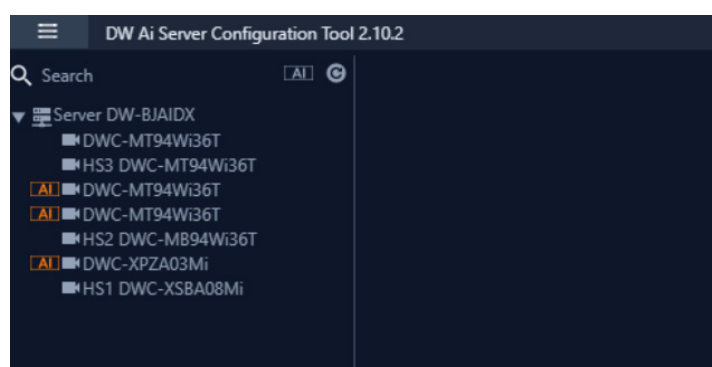 DW Ai Server Configuration Tool 2.10.2
Search AI
Server DW-BJAIDX
DWC-MT94Wi36T
HS3 DWC-MT94Wi36T
AI DWC-MT94Wi36T
AI DWC-MT94Wi36T
HS2 DWC-MB94Wi36T
AI DWC-XPZA03Mi
HS1 DWC-XSBA08Mi